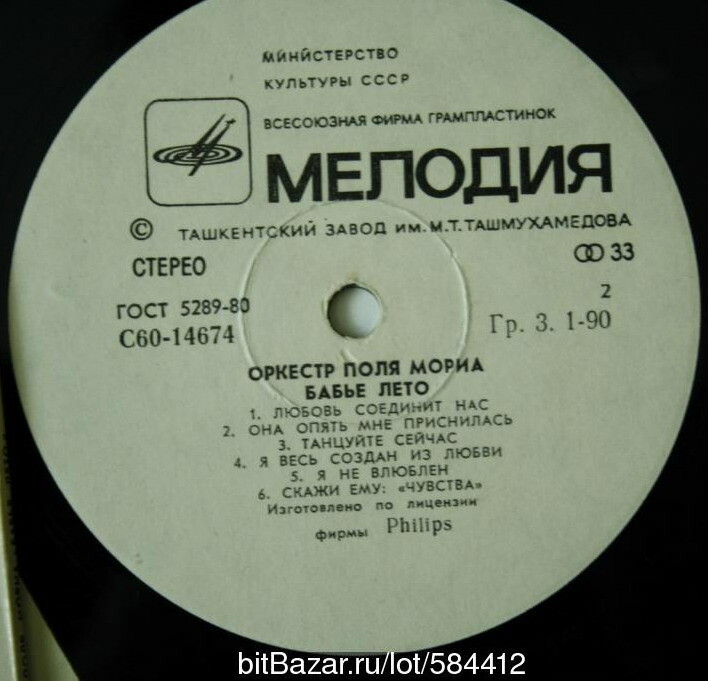 МИНИСТЕРСТВО
КУЛЬТУРЫ СССР
ВСЕСОЮЗНАЯ ФИРМА ГРАМПЛАСТИНОК
МЕЛОДИЯ
© ТАШКЕНТСКИЙ ЗАВОД ИМ. М.Т. ТАШМУХАМЕДОВА
СТЕРЕО
33
ГОСТ 5289-80
2
С60-14674
Гр. 3. 1-90
ОРКЕСТР ПОЛЯ МОРИА
БАБЬЕ ЛЕТО
1. ЛЮБОВЬ СОЕДИНИТ НАС
2. ОНА ОПЯТЬ МНЕ ПРИСНИЛАСЬ
3. ТАНЦУЙТЕ СЕЙЧАС
4. Я ВЕСЬ СОЗДАН ИЗ ЛЮБВИ
5. Я НЕ ВЛЮБЛЕН
6. СКАЖИ ЕМУ: «ЧУВСТВА»
Изготовлено по лицензии
фирмы Philips
bitBazar.ru/lot/584412